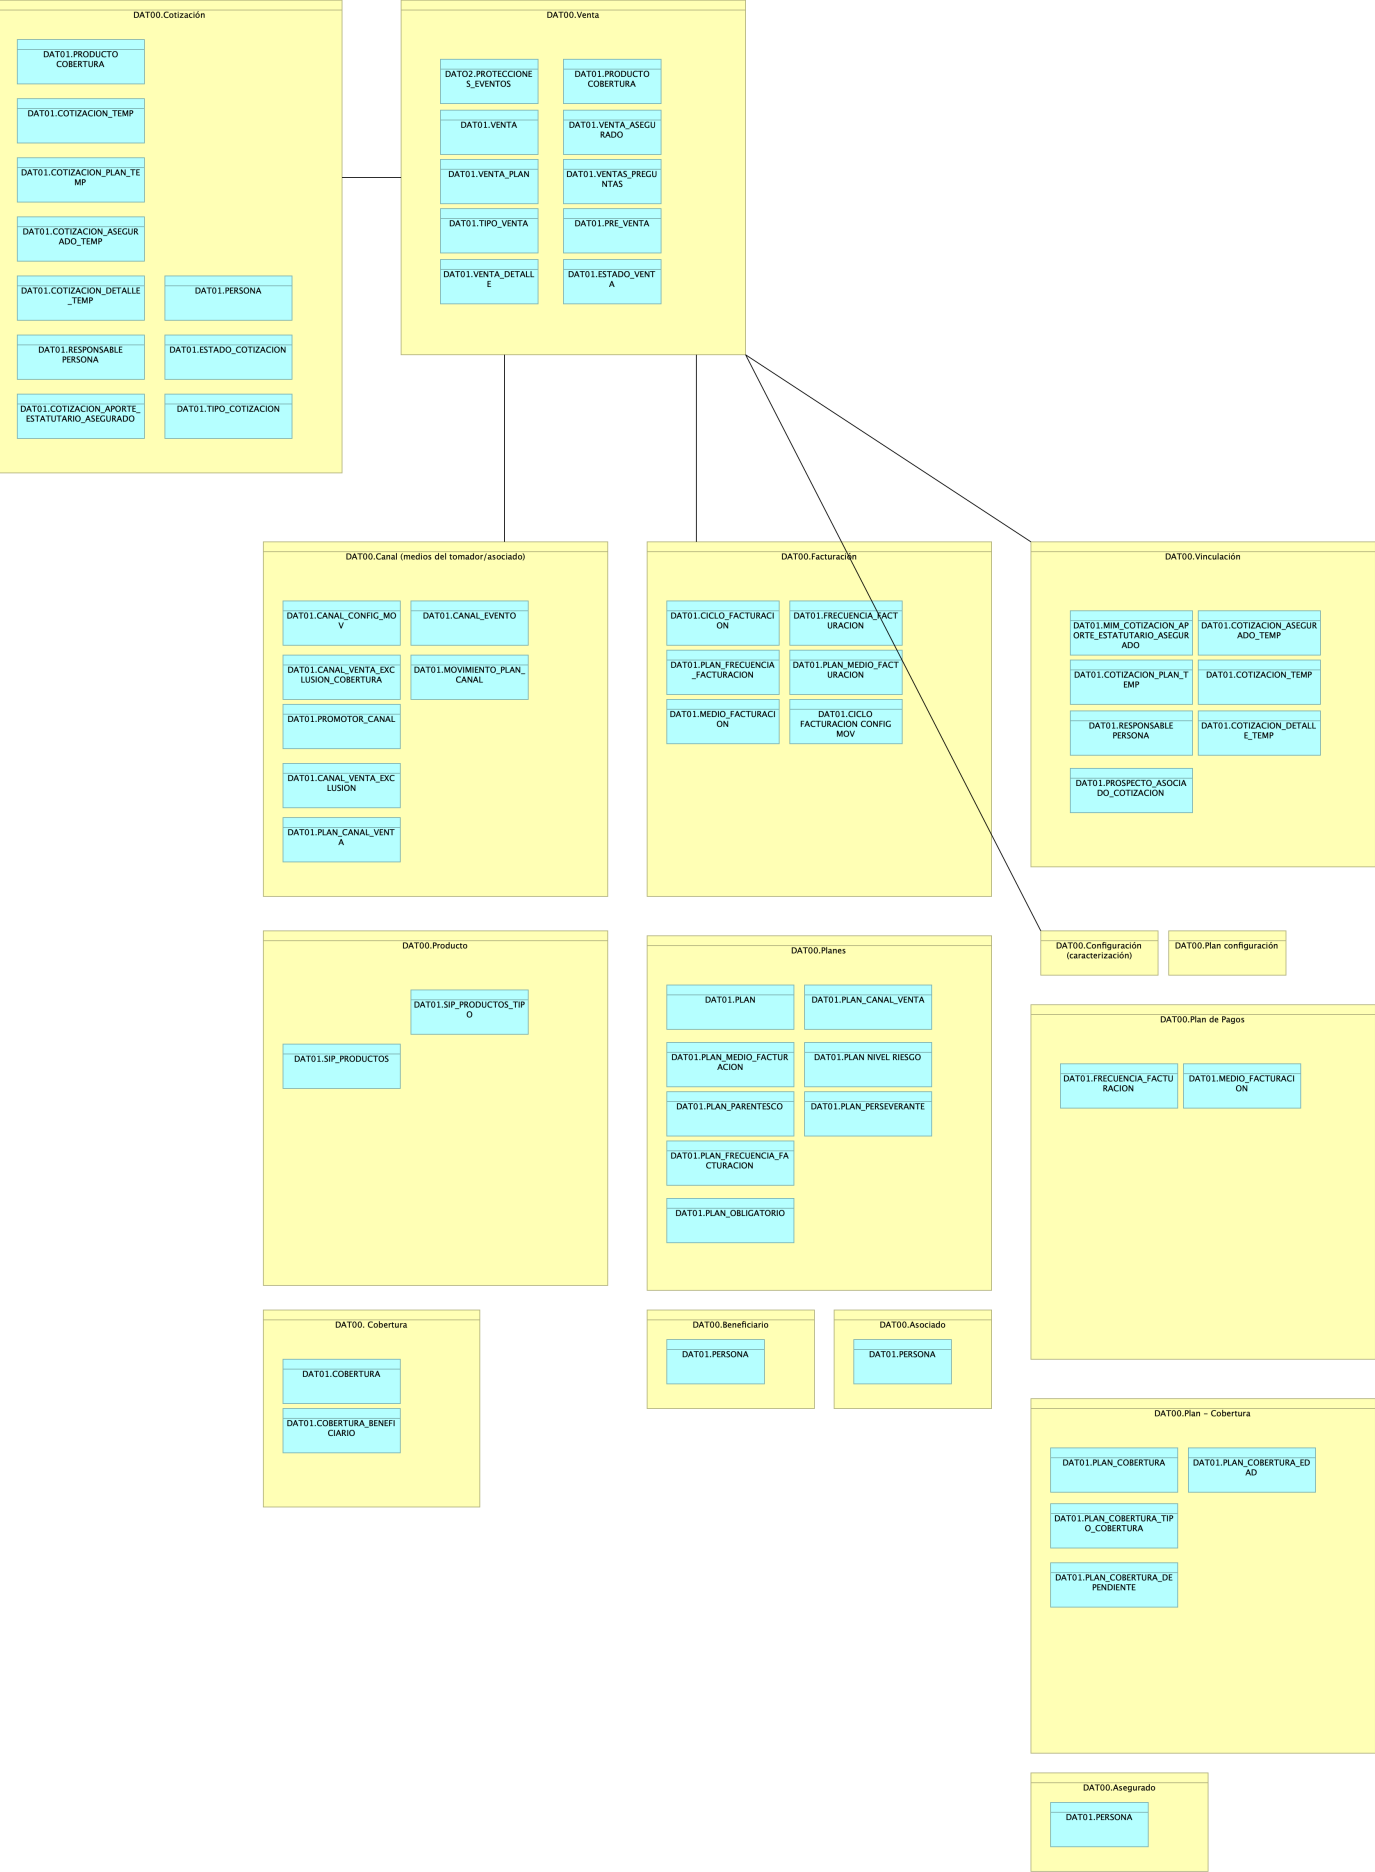 DAT00.Cotización
DAT01.PRODUCTO
COBERTURA
DAT01.COTIZACION_TEMP
DAT01.COTIZACION_PLAN_TE
MP
DAT01.COTIZACION_ASEGUR
ADO_TEMP
DAT01.COTIZACION_DETALLE
_TEMP
DAT01.PERSONA
DAT01.RESPONSABLE
PERSONA
DAT01.ESTADO_COTIZACION
DAT01.COTIZACION_APORTE_
ESTATUTARIO_ASEGURADO
DAT01.TIPO_COTIZACION
DAT00.Venta
DATO2.PROTECCIONE
S_EVENTOS
DAT01.PRODUCTO
COBERTURA
DAT01.VENTA
DAT01.VENTA_ASEGU
RADO
DAT01.VENTA_PLAN
DAT01.VENTAS_PREGU
NTAS
DAT01.TIPO_VENTA
DAT01.PRE_VENTA
DAT01.VENTA_DETALL
E
DAT01.ESTADO_VENT
A
DAT00.Canal (medios del tomador/asociado)
DAT01.CANAL_CONFIG_MO
V
DAT01.CANAL_EVENTO
DAT01.CANAL_VENTA_EXC
LUSION_COBERTURA
DAT01.MOVIMIENTO_PLAN_
CANAL
DAT01.PROMOTOR_CANAL
DAT01.CANAL_VENTA_EXC
LUSION
DAT01.PLAN_CANAL_VENT
A
DAT00.Facturación
DAT01.CICLO_FACTURACI
ON
DAT01.FRECUENCIA_FACT
URACION
DAT01.PLAN_FRECUENCIA
_FACTURACION
DAT01.PLAN_MEDIO_FACT
URACION
DAT01.MEDIO_FACTURACI
ON
DAT01.CICLO
FACTURACION CONFIG
MOV
DAT00.Vinculación
DAT01.MIM_COTIZACION_AP
ORTE_ESTATUTARIO_ASEGUR
ADO
DAT01.COTIZACION_ASEGUR
ADO_TEMP
DAT01.COTIZACION_PLAN_T
EMP
DAT01.COTIZACION_TEMP
DAT01.RESPONSABLE
PERSONA
DAT01.COTIZACION_DETALL
E_TEMP
DAT01.PROSPECTO_ASOCIA
DO_COTIZACION
DAT00.Producto
DAT01.SIP_PRODUCTOS_TIP
O
DAT01.SIP_PRODUCTOS
DAT00.Planes
DAT01.PLAN
DAT01.PLAN_CANAL_VENTA
DAT01.PLAN_MEDIO_FACTUR
ACION
DAT01.PLAN NIVEL RIESGO
DAT01.PLAN_PARENTESCO
DAT01.PLAN_PERSEVERANTE
DAT01.PLAN_FRECUENCIA_FA
CTURACION
DAT01.PLAN_OBLIGATORIO
DAT00.Configuración
(caracterización)
DAT00.Plan configuración
DAT00.Plan de Pagos
DAT01.FRECUENCIA_FACTU
RACION
DAT01.MEDIO_FACTURACI
ON
DAT00. Cobertura
DAT01.COBERTURA
DAT01.COBERTURA_BENEFI
CIARIO
DAT00.Beneficiario
DAT01.PERSONA
DAT00.Asociado
DAT01.PERSONA
DAT00.Plan – Cobertura
DAT01.PLAN_COBERTURA
DAT01.PLAN_COBERTURA_ED
AD
DAT01.PLAN_COBERTURA_TIP
O_COBERTURA
DAT01.PLAN_COBERTURA_DE
PENDIENTE
DAT00.Asegurado
DAT01.PERSONA